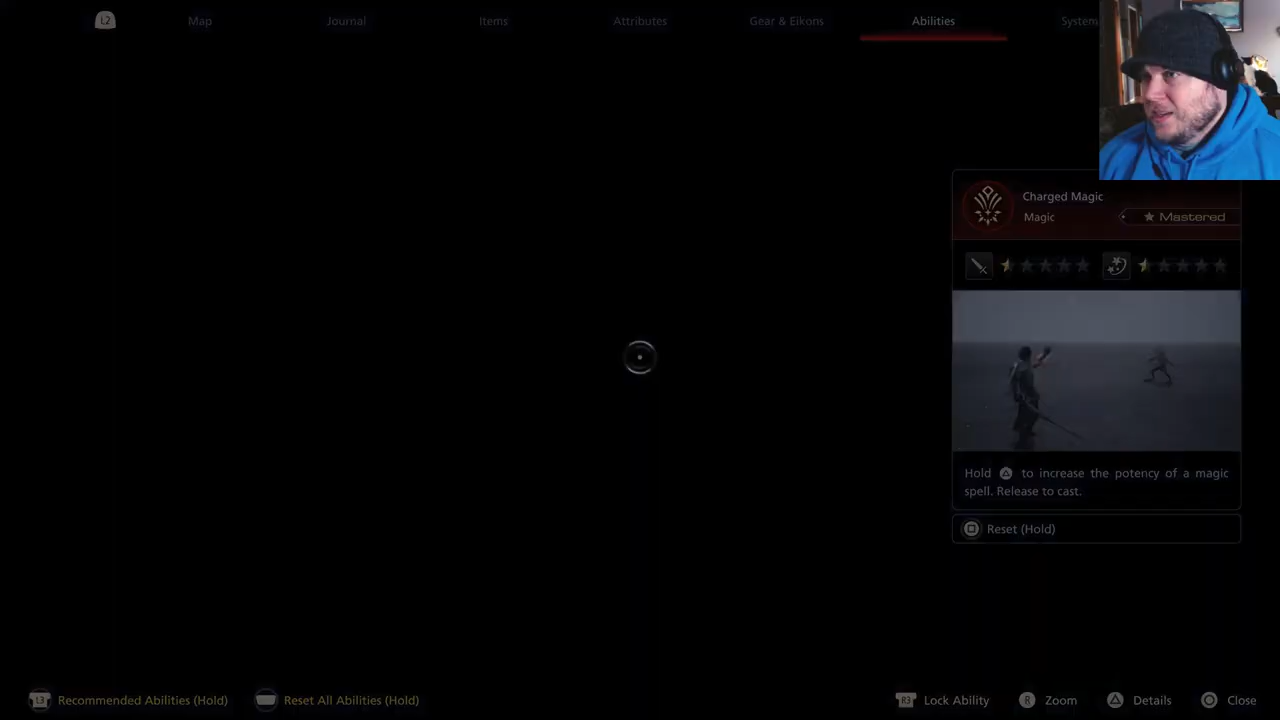 L2 Map Journal Items Attributes Gear & Eikons Abilities System
Charged Magic
Magic ★ Mastered
Hold △ to increase the potency of a magic
spell. Release to cast.
Reset (Hold)
L3 Recommended Abilities (Hold) Reset All Abilities (Hold) R3 Lock Ability R Zoom Details Close